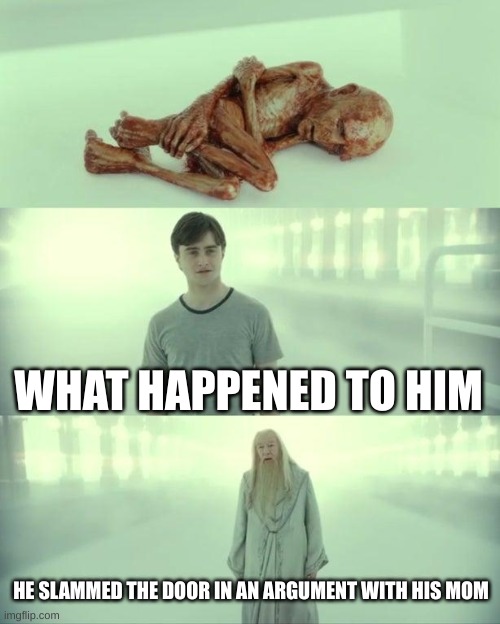 WHAT HAPPENED TO HIM
HE SLAMMED THE DOOR IN AN ARGUMENT WITH HIS MOM
imgflip.com